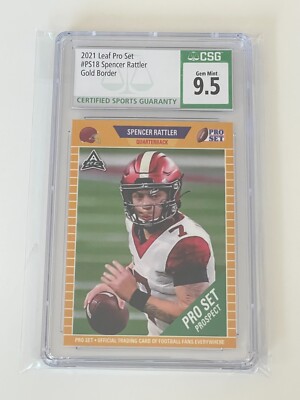 2021 Leaf Pro Set
#PS18 Spencer Rattler
Gold Border
CSG
Gem Mint
9.5
CERTIFIED SPORTS GUARANTY
SPENCER RATTLER
QUARTERBACK
PRO SET
7
PRO SET
PROSPECT
PRO SET • OFFICIAL TRADING CARD OF FOOTBALL FANS EVERYWHERE